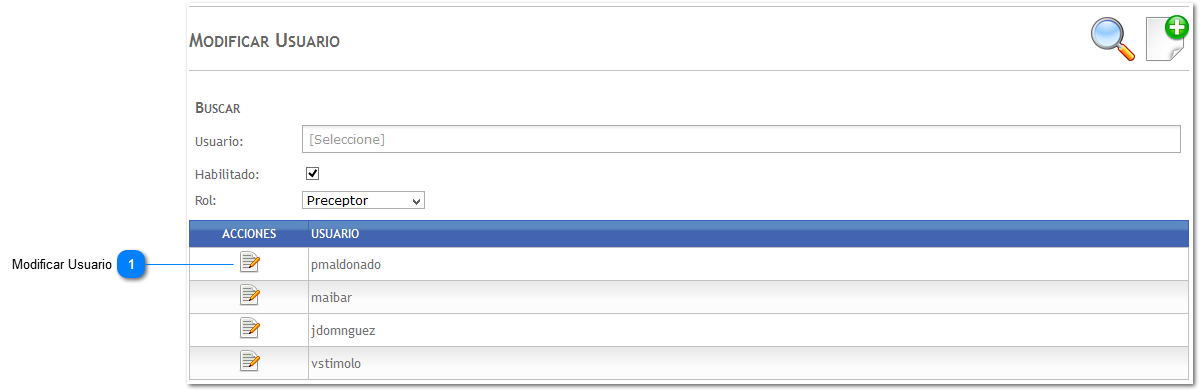 Modificar Usuario
Buscar
Usuario: [Seleccione]
Habilitado:
Rol: Preceptor
ACCIONES USUARIO
Modificar Usuario 1 pmaldonado
maibar
jdomnguez
vstimolo